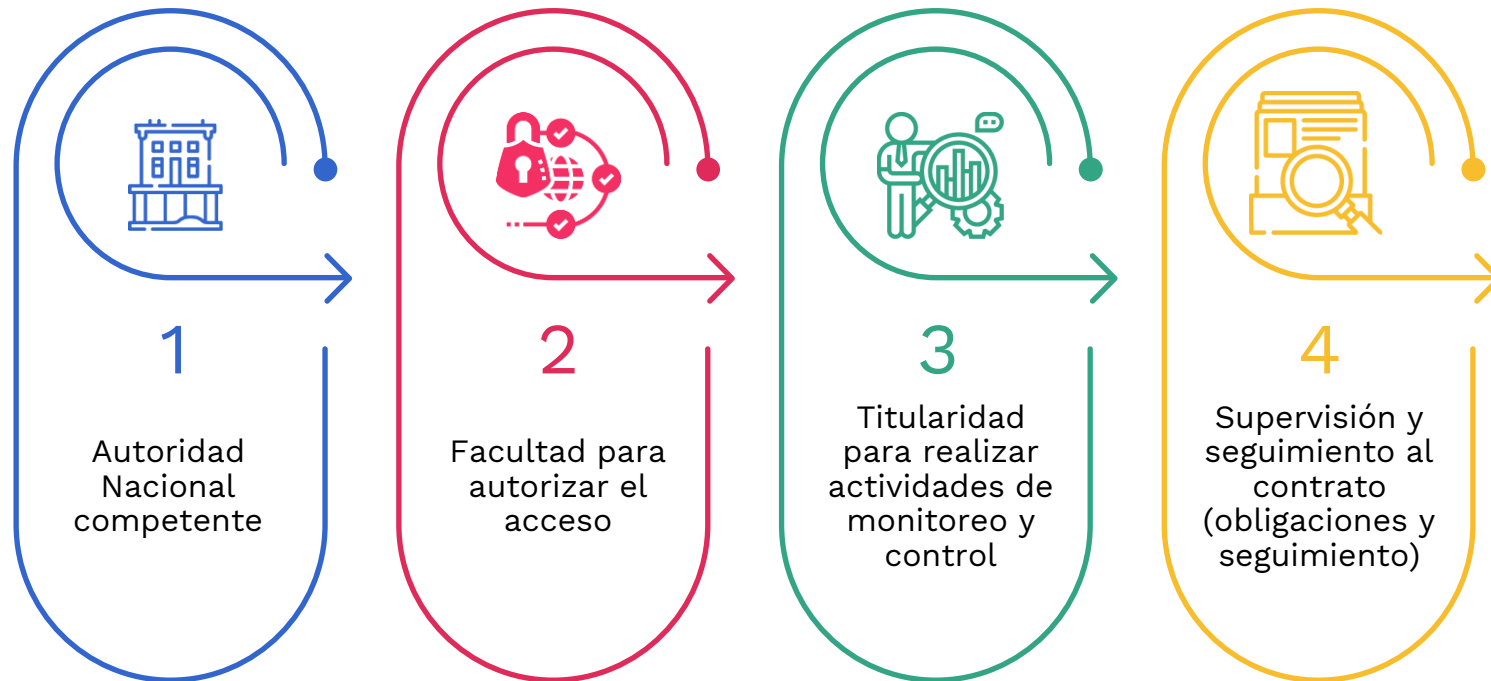 1
Autoridad
Nacional
competente
2
Facultad para
autorizar el
acceso
3
Titularidad
para realizar
actividades de
monitoreo y
control
4
Supervisión y
seguimiento al
contrato
(obligaciones y
seguimiento)